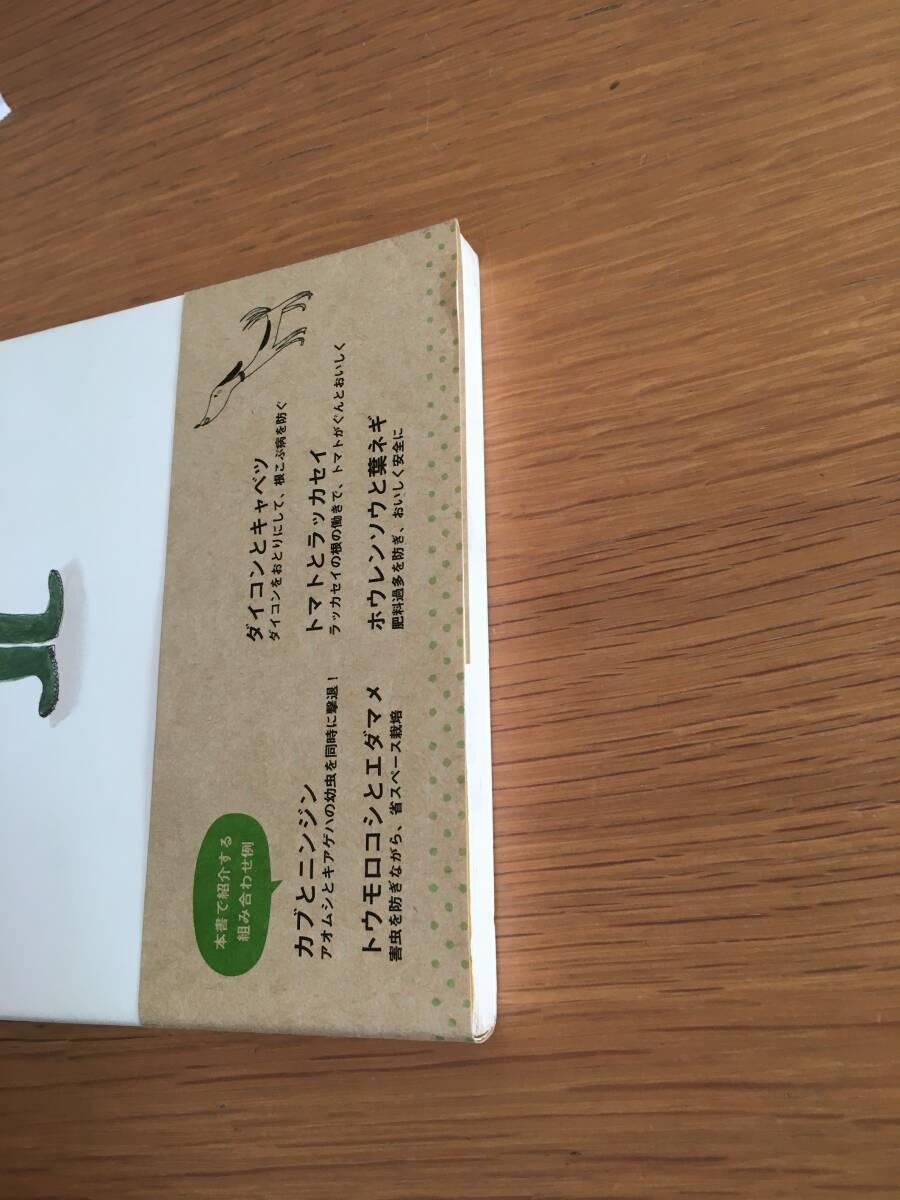 本書で紹介する
組み合わせ例
カブとニンジン
アオムシとキアゲハの幼虫を同時に撃退！
トウモロコシとエダマメ
害虫を防ぎながら、省スペース栽培
ダイコンとキャベツ
ダイコンをおとりにして、根こぶ病を防ぐ
トマトとラッカセイ
ラッカセイの根の働きで、トマトがぐんとおいしく
ホウレンソウと葉ネギ
肥料過多を防ぎ、おいしく安全に